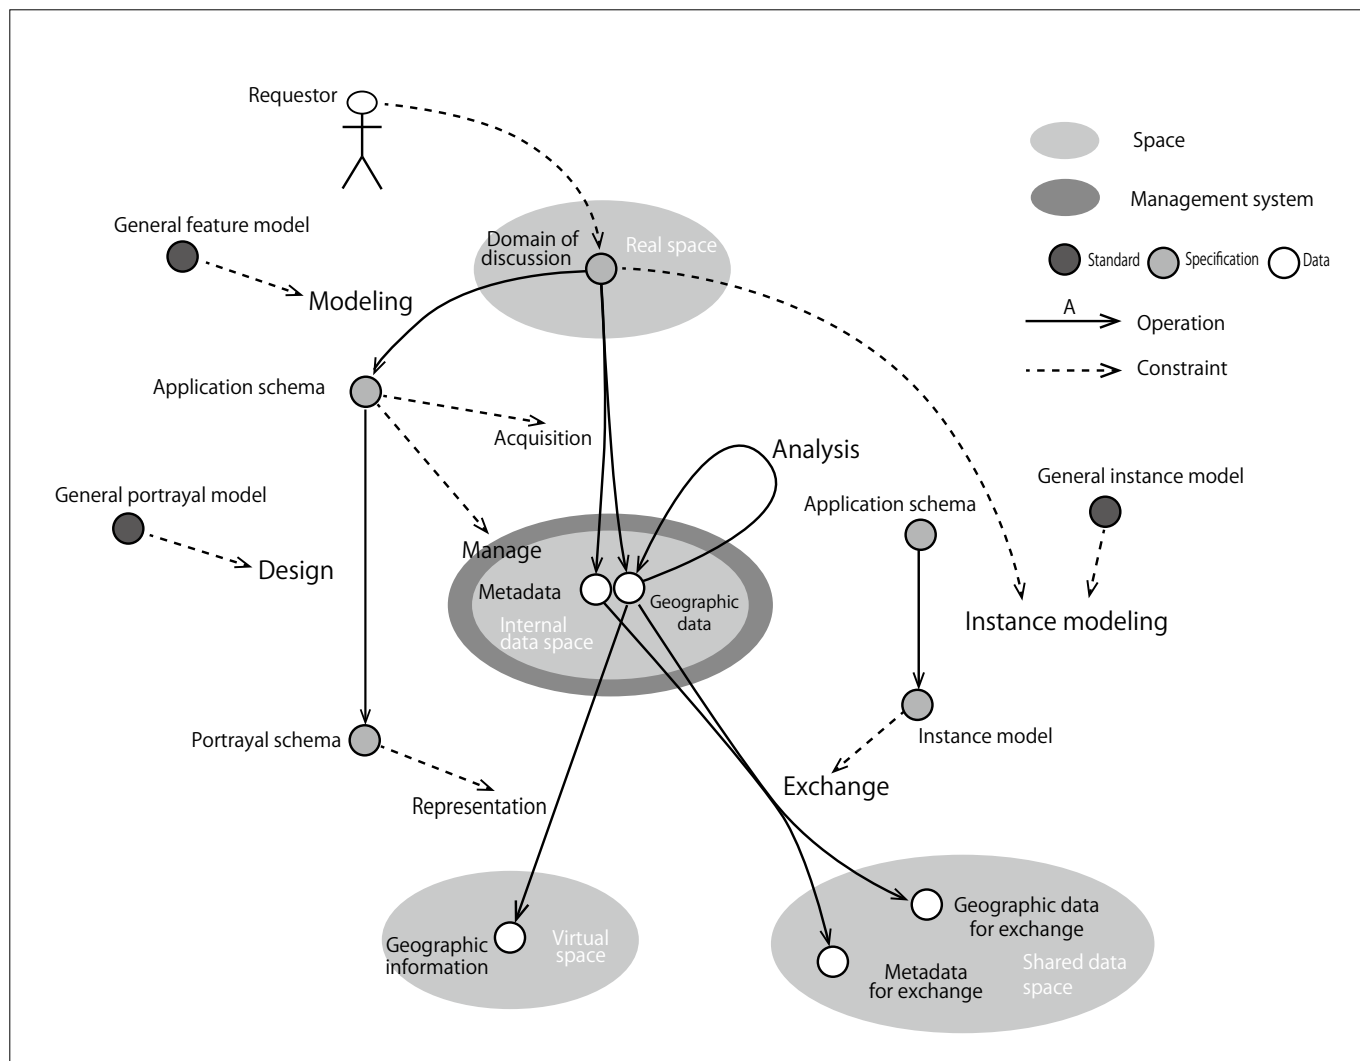 Requestor
Space
Management system
General feature model
Domain of
discussion
Real space
Standard
Specification
Data
Modeling
A
Operation
Constraint
Application schema
Acquisition
Analysis
General instance model
General portrayal model
Application schema
Manage
Design
Metadata
Geographic
data
Internal
data space
Instance modeling
Portrayal schema
Instance model
Exchange
Representation
Geographic data
for exchange
Geographic
information
Virtual
space
Metadata
for exchange
Shared data
space